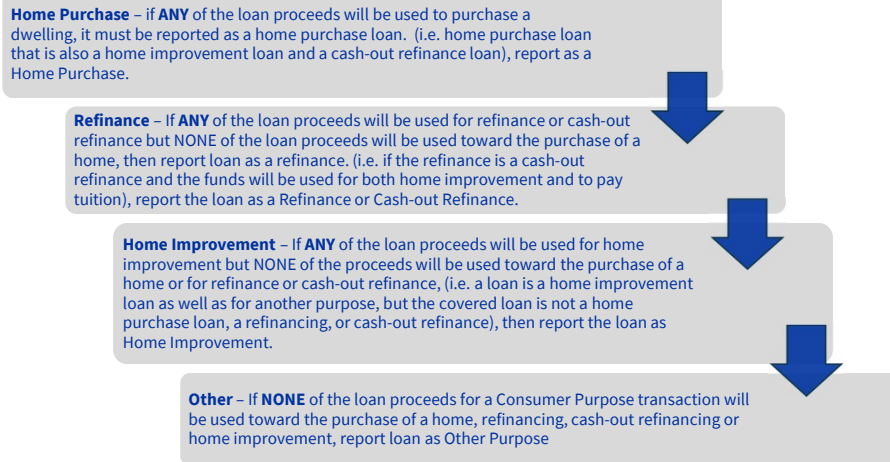 Home Purchase – if ANY of the loan proceeds will be used to purchase a
dwelling, it must be reported as a home purchase loan. (i.e. home purchase loan
that is also a home improvement loan and a cash-out refinance loan), report as a
Home Purchase.
Refinance – If ANY of the loan proceeds will be used for refinance or cash-out
refinance but NONE of the loan proceeds will be used toward the purchase of a
home, then report loan as a refinance. (i.e. if the refinance is a cash-out
refinance and the funds will be used for both home improvement and to pay
tuition), report the loan as a Refinance or Cash-out Refinance.
Home Improvement – If ANY of the loan proceeds will be used for home
improvement but NONE of the proceeds will be used toward the purchase of a
home or for refinance or cash-out refinance, (i.e. a loan is a home improvement
loan as well as for another purpose, but the covered loan is not a home
purchase loan, a refinancing, or cash-out refinance), then report the loan as
Home Improvement.
Other – If NONE of the loan proceeds for a Consumer Purpose transaction will
be used toward the purchase of a home, refinancing, cash-out refinancing or
home improvement, report loan as Other Purpose